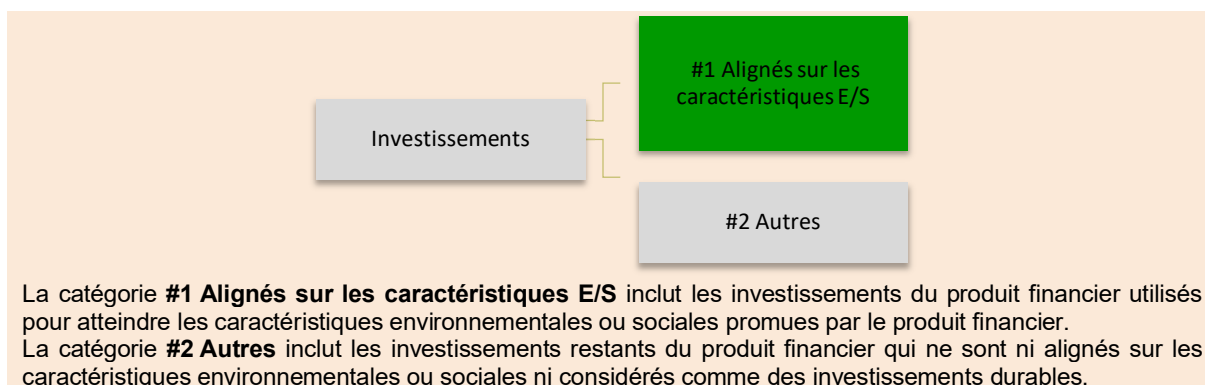 #1 Alignés sur les
caractéristiques E/S
Investissements
#2 Autres
La catégorie #1 Alignés sur les caractéristiques E/S inclut les investissements du produit financier utilisés
pour atteindre les caractéristiques environnementales ou sociales promues par le produit financier.
La catégorie #2 Autres inclut les investissements restants du produit financier qui ne sont ni alignés sur les
caractéristiques environnementales ou sociales ni considérés comme des investissements durables.